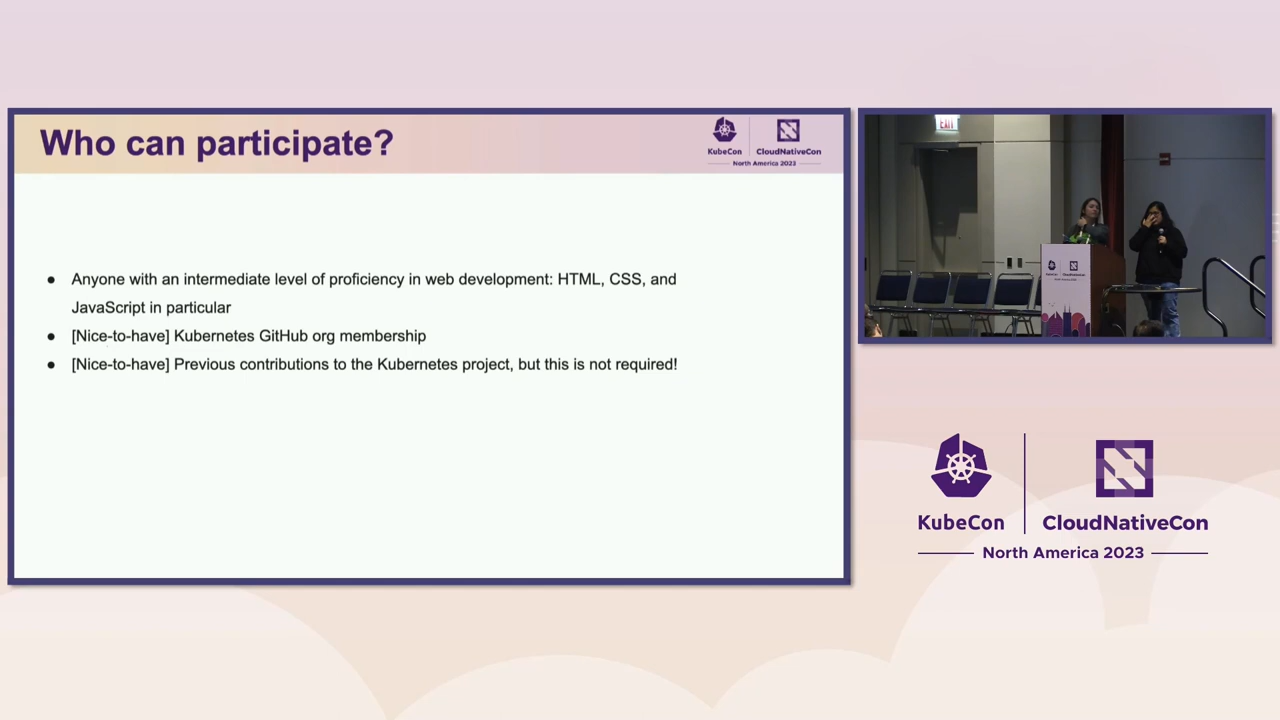 Who can participate?
KubeCon
CloudNativeCon
North America 2023
● Anyone with an intermediate level of proficiency in web development: HTML, CSS, and
JavaScript in particular
● [Nice-to-have] Kubernetes GitHub org membership
● [Nice-to-have] Previous contributions to the Kubernetes project, but this is not required!
EXIT
KubeCon
CloudNativeCon
North America 2023